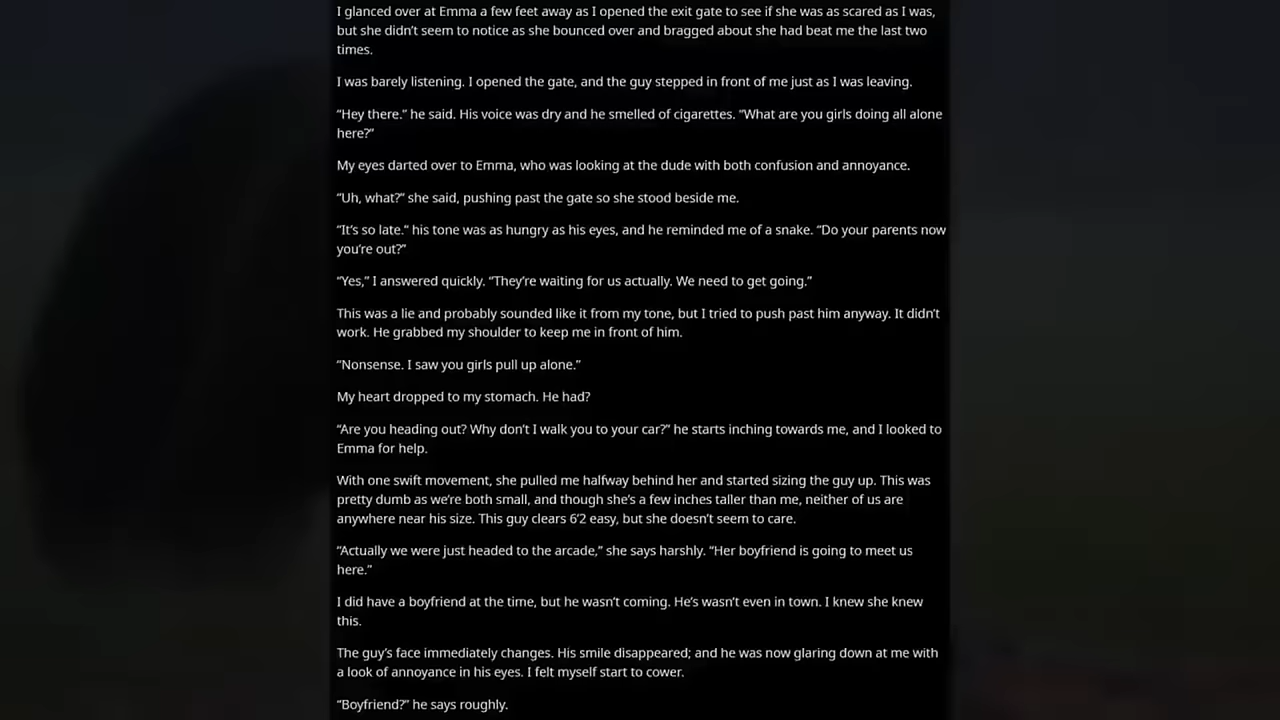 I glanced over at Emma a few feet away as I opened the exit gate to see if she was as scared as I was,
but she didn’t seem to notice as she bounced over and bragged about she had beat me the last two
times.
I was barely listening. I opened the gate, and the guy stepped in front of me just as I was leaving.
“Hey there.” he said. His voice was dry and he smelled of cigarettes. “What are you girls doing all alone
here?”
My eyes darted over to Emma, who was looking at the dude with both confusion and annoyance.
“Uh, what?” she said, pushing past the gate so she stood beside me.
“It’s so late.” his tone was as hungry as his eyes, and he reminded me of a snake. “Do your parents now
you’re out?”
“Yes,” I answered quickly. “They’re waiting for us actually. We need to get going.”
This was a lie and probably sounded like it from my tone, but I tried to push past him anyway. It didn’t
work. He grabbed my shoulder to keep me in front of him.
“Nonsense. I saw you girls pull up alone.”
My heart dropped to my stomach. He had?
“Are you heading out? Why don’t I walk you to your car?” he starts inching towards me, and I looked to
Emma for help.
With one swift movement, she pulled me halfway behind her and started sizing the guy up. This was
pretty dumb as we’re both small, and though she’s a few inches taller than me, neither of us are
anywhere near his size. This guy clears 6’2 easy, but she doesn’t seem to care.
“Actually we were just headed to the arcade,” she says harshly. “Her boyfriend is going to meet us
here.”
I did have a boyfriend at the time, but he wasn’t coming. He’s wasn’t even in town. I knew she knew
this.
The guy’s face immediately changes. His smile disappeared; and he was now glaring down at me with
a look of annoyance in his eyes. I felt myself start to cower.
“Boyfriend?” he says roughly.